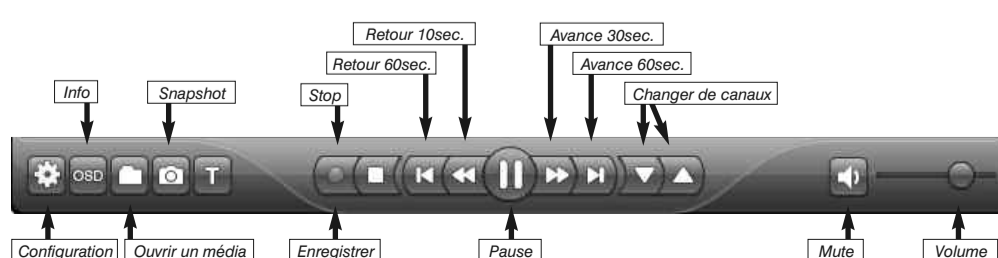 Retour 10sec.
Avance 30sec.
Retour 60sec.
Avance 60sec.
Info
Snapshot
Stop
Changer de canaux
OSD
T
Configuration
Ouvrir un média
Enregistrer
Pause
Mute
Volume